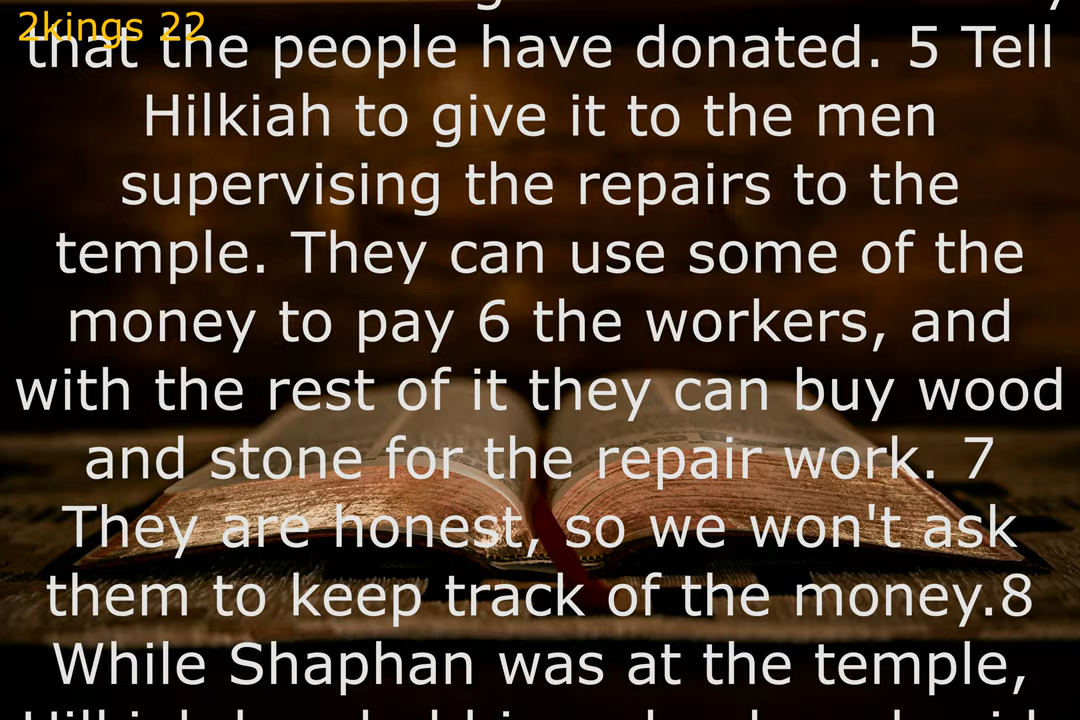 2kings 22
that the people have donated. 5 Tell
Hilkiah to give it to the men
supervising the repairs to the
temple. They can use some of the
money to pay 6 the workers, and
with the rest of it they can buy wood
and stone for the repair work. 7
They are honest, so we won't ask
them to keep track of the money.8
While Shaphan was at the temple,